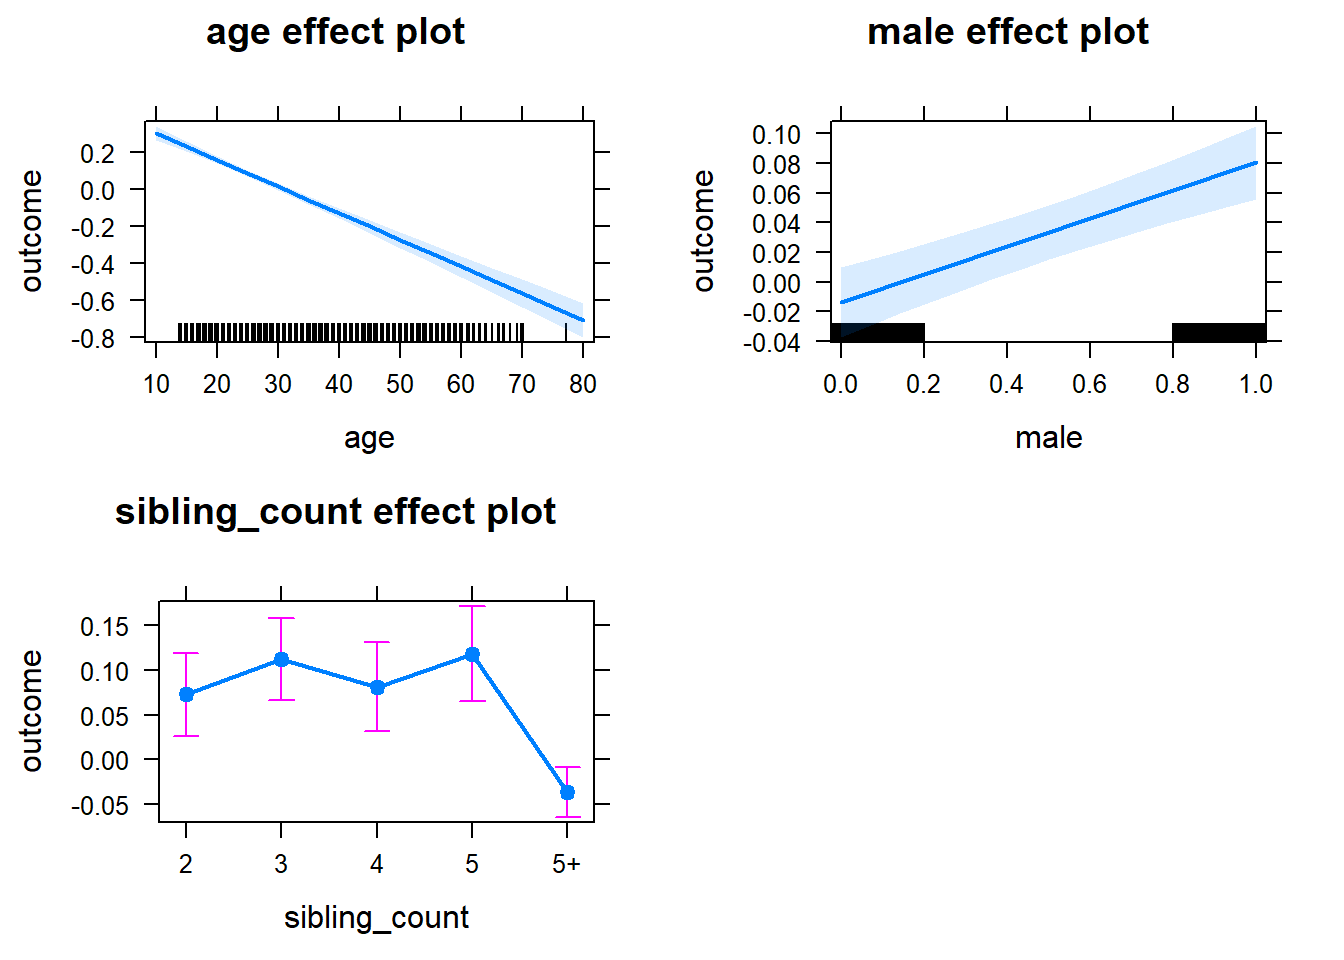 age effect plot
outcome
0.2
0.0
-0.2
-0.4
-0.6
-0.8
10 20 30 40 50 60 70 80
age
male effect plot
outcome
0.10
0.08
0.06
0.04
0.02
0.00
-0.02
-0.04
0.0 0.2 0.4 0.6 0.8 1.0
male
sibling_count effect plot
outcome
0.15
0.10
0.05
0.00
-0.05
2 3 4 5 5+
sibling_count